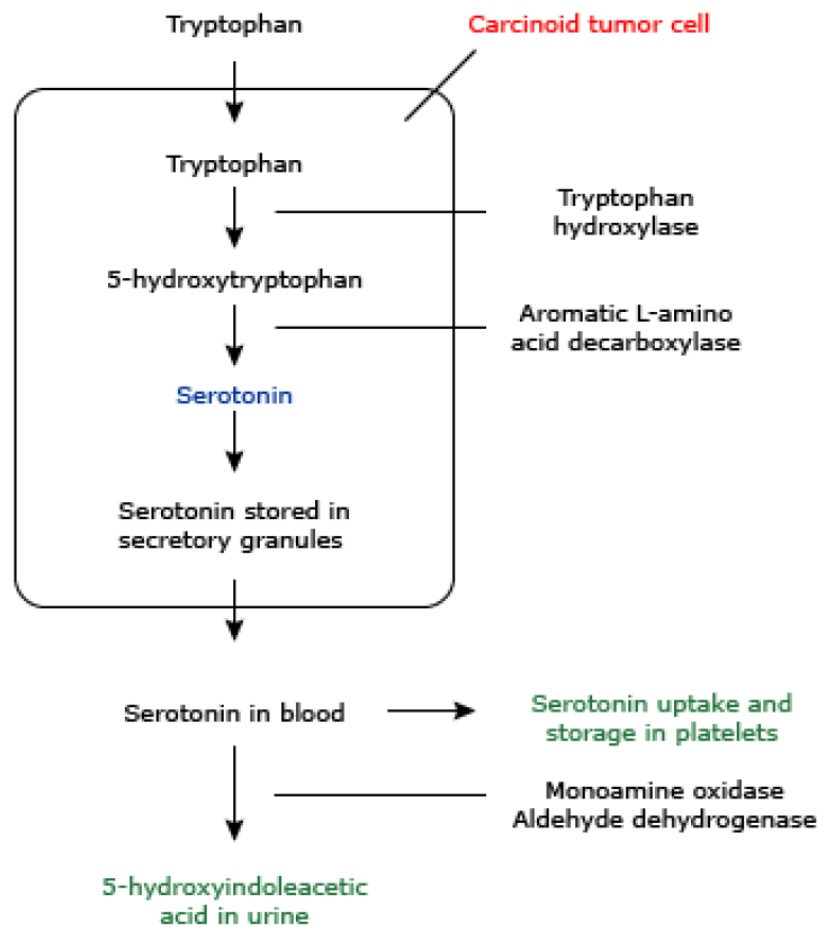 Tryptophan
Carcinoid tumor cell
Tryptophan
Tryptophan
hydroxylase
5-hydroxytryptophan
Aromatic L-amino
acid decarboxylase
Serotonin
Serotonin stored in
secretory granules
Serotonin in blood
Serotonin uptake and
storage in platelets
Monoamine oxidase
Aldehyde dehydrogenase
5-hydroxyindoleacetic
acid in urine